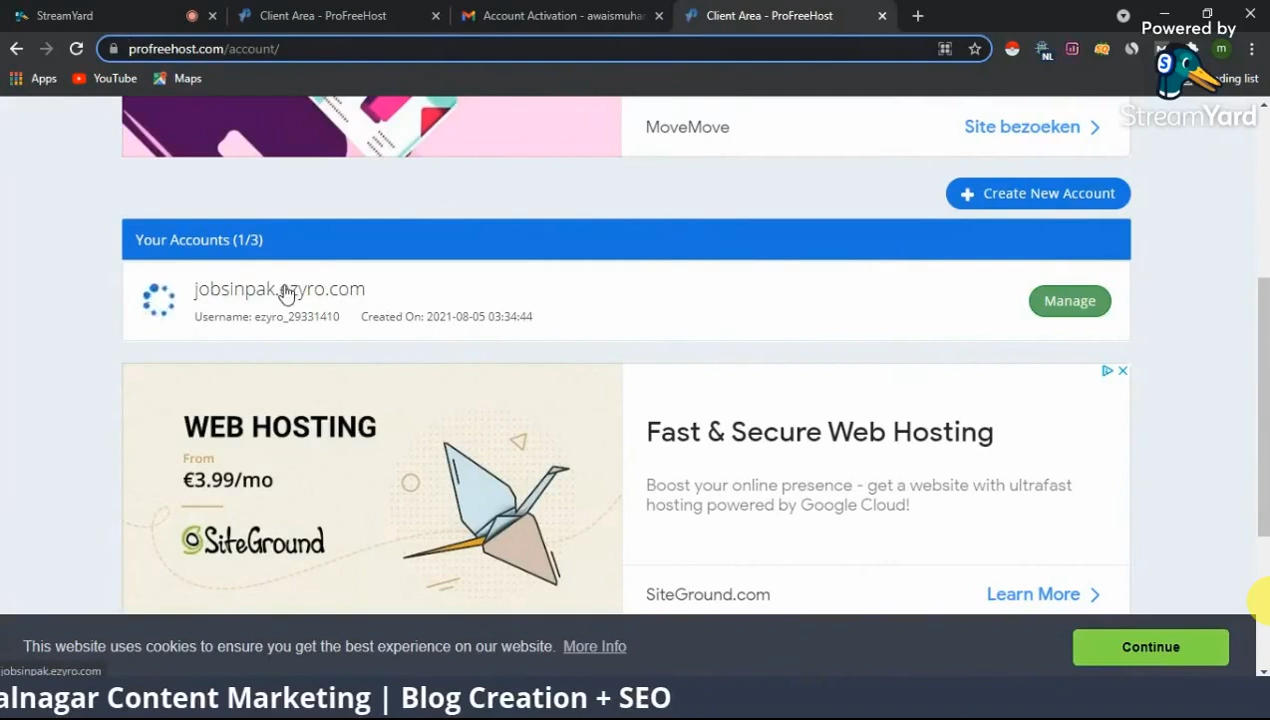 StreamYard
Client Area - ProFreeHost
Account Activation - awaismuhar
Client Area - ProFreeHost
Powered by
profreehost.com/account/
NL
m
Apps
YouTube
Maps
ding list
StreamYard
MoveMove
Site bezoeken
Create New Account
Your Accounts (1/3)
jobsinpak.ezyro.com
Username: ezyro_29331410 Created On: 2021-08-05 03:34:44
Manage
WEB HOSTING
From
€3.99/mo
SiteGround
Fast & Secure Web Hosting
Boost your online presence - get a website with ultrafast
hosting powered by Google Cloud!
SiteGround.com
Learn More
This website uses cookies to ensure you get the best experience on our website. More Info
Continue
jobsinpak.ezyro.com
alnagar Content Marketing | Blog Creation + SEO